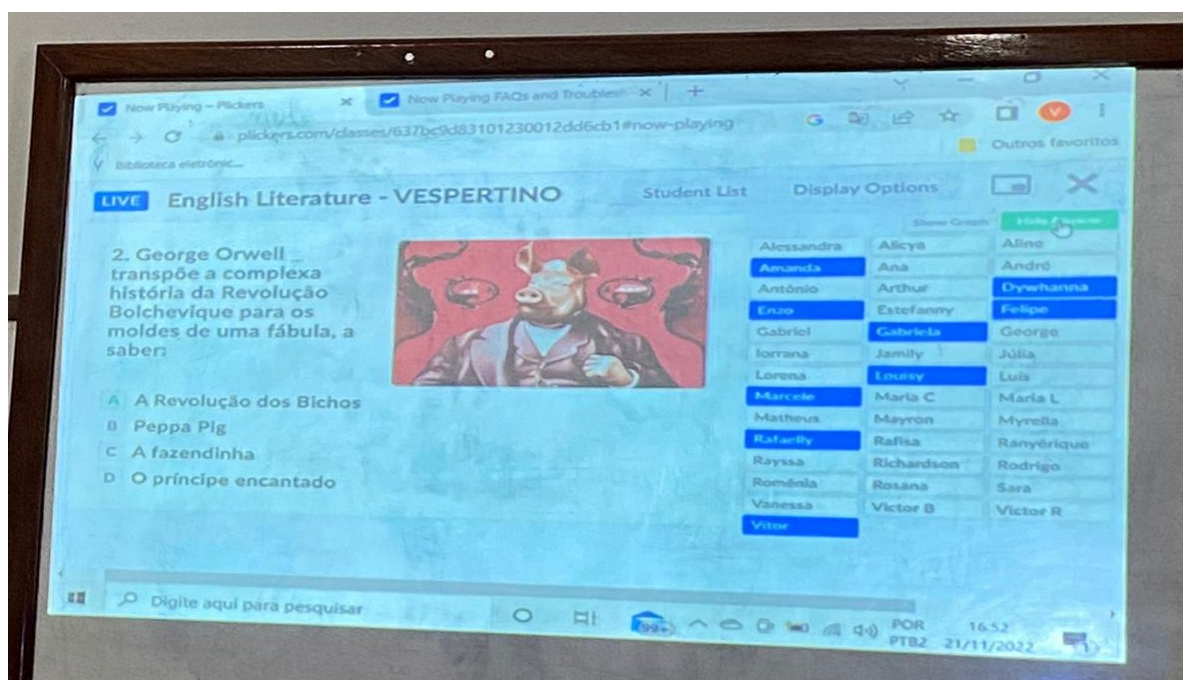 Now Playing – Plickers
Now Playing FAQs and Troublesh
plickers.com/classes/637bc9d83101230012dd6cb1#now-playing
V
Outros favoritos
Biblioteca eletrônic...
LIVE English Literature - VESPERTINO
Student List
Display Options
Show Graph
2. George Orwell
transpõe a complexa
história da Revolução
Bolchevique para os
moldes de uma fábula, a
saber:
A A Revolução dos Bichos
B Peppa Pig
C A fazendinha
D O príncipe encantado
Alessandra Alicya Aline
Amanda Ana André
Antônio Arthur Dywhanna
Enzo Estefanny Felipe
Gabriel Gabriela George
Iorrana Jamily Júlia
Lorena Louisy Luís
Marcele Maria C Maria L
Matheus Mayron Myrella
Rafaelly Rafisa Ranyérique
Rayssa Richardson Rodrigo
Romênia Rosana Sara
Vanessa Victor B Victor R
Vitor
Digite aqui para pesquisar
99+
POR
PTB2
16:52
21/11/2022
1